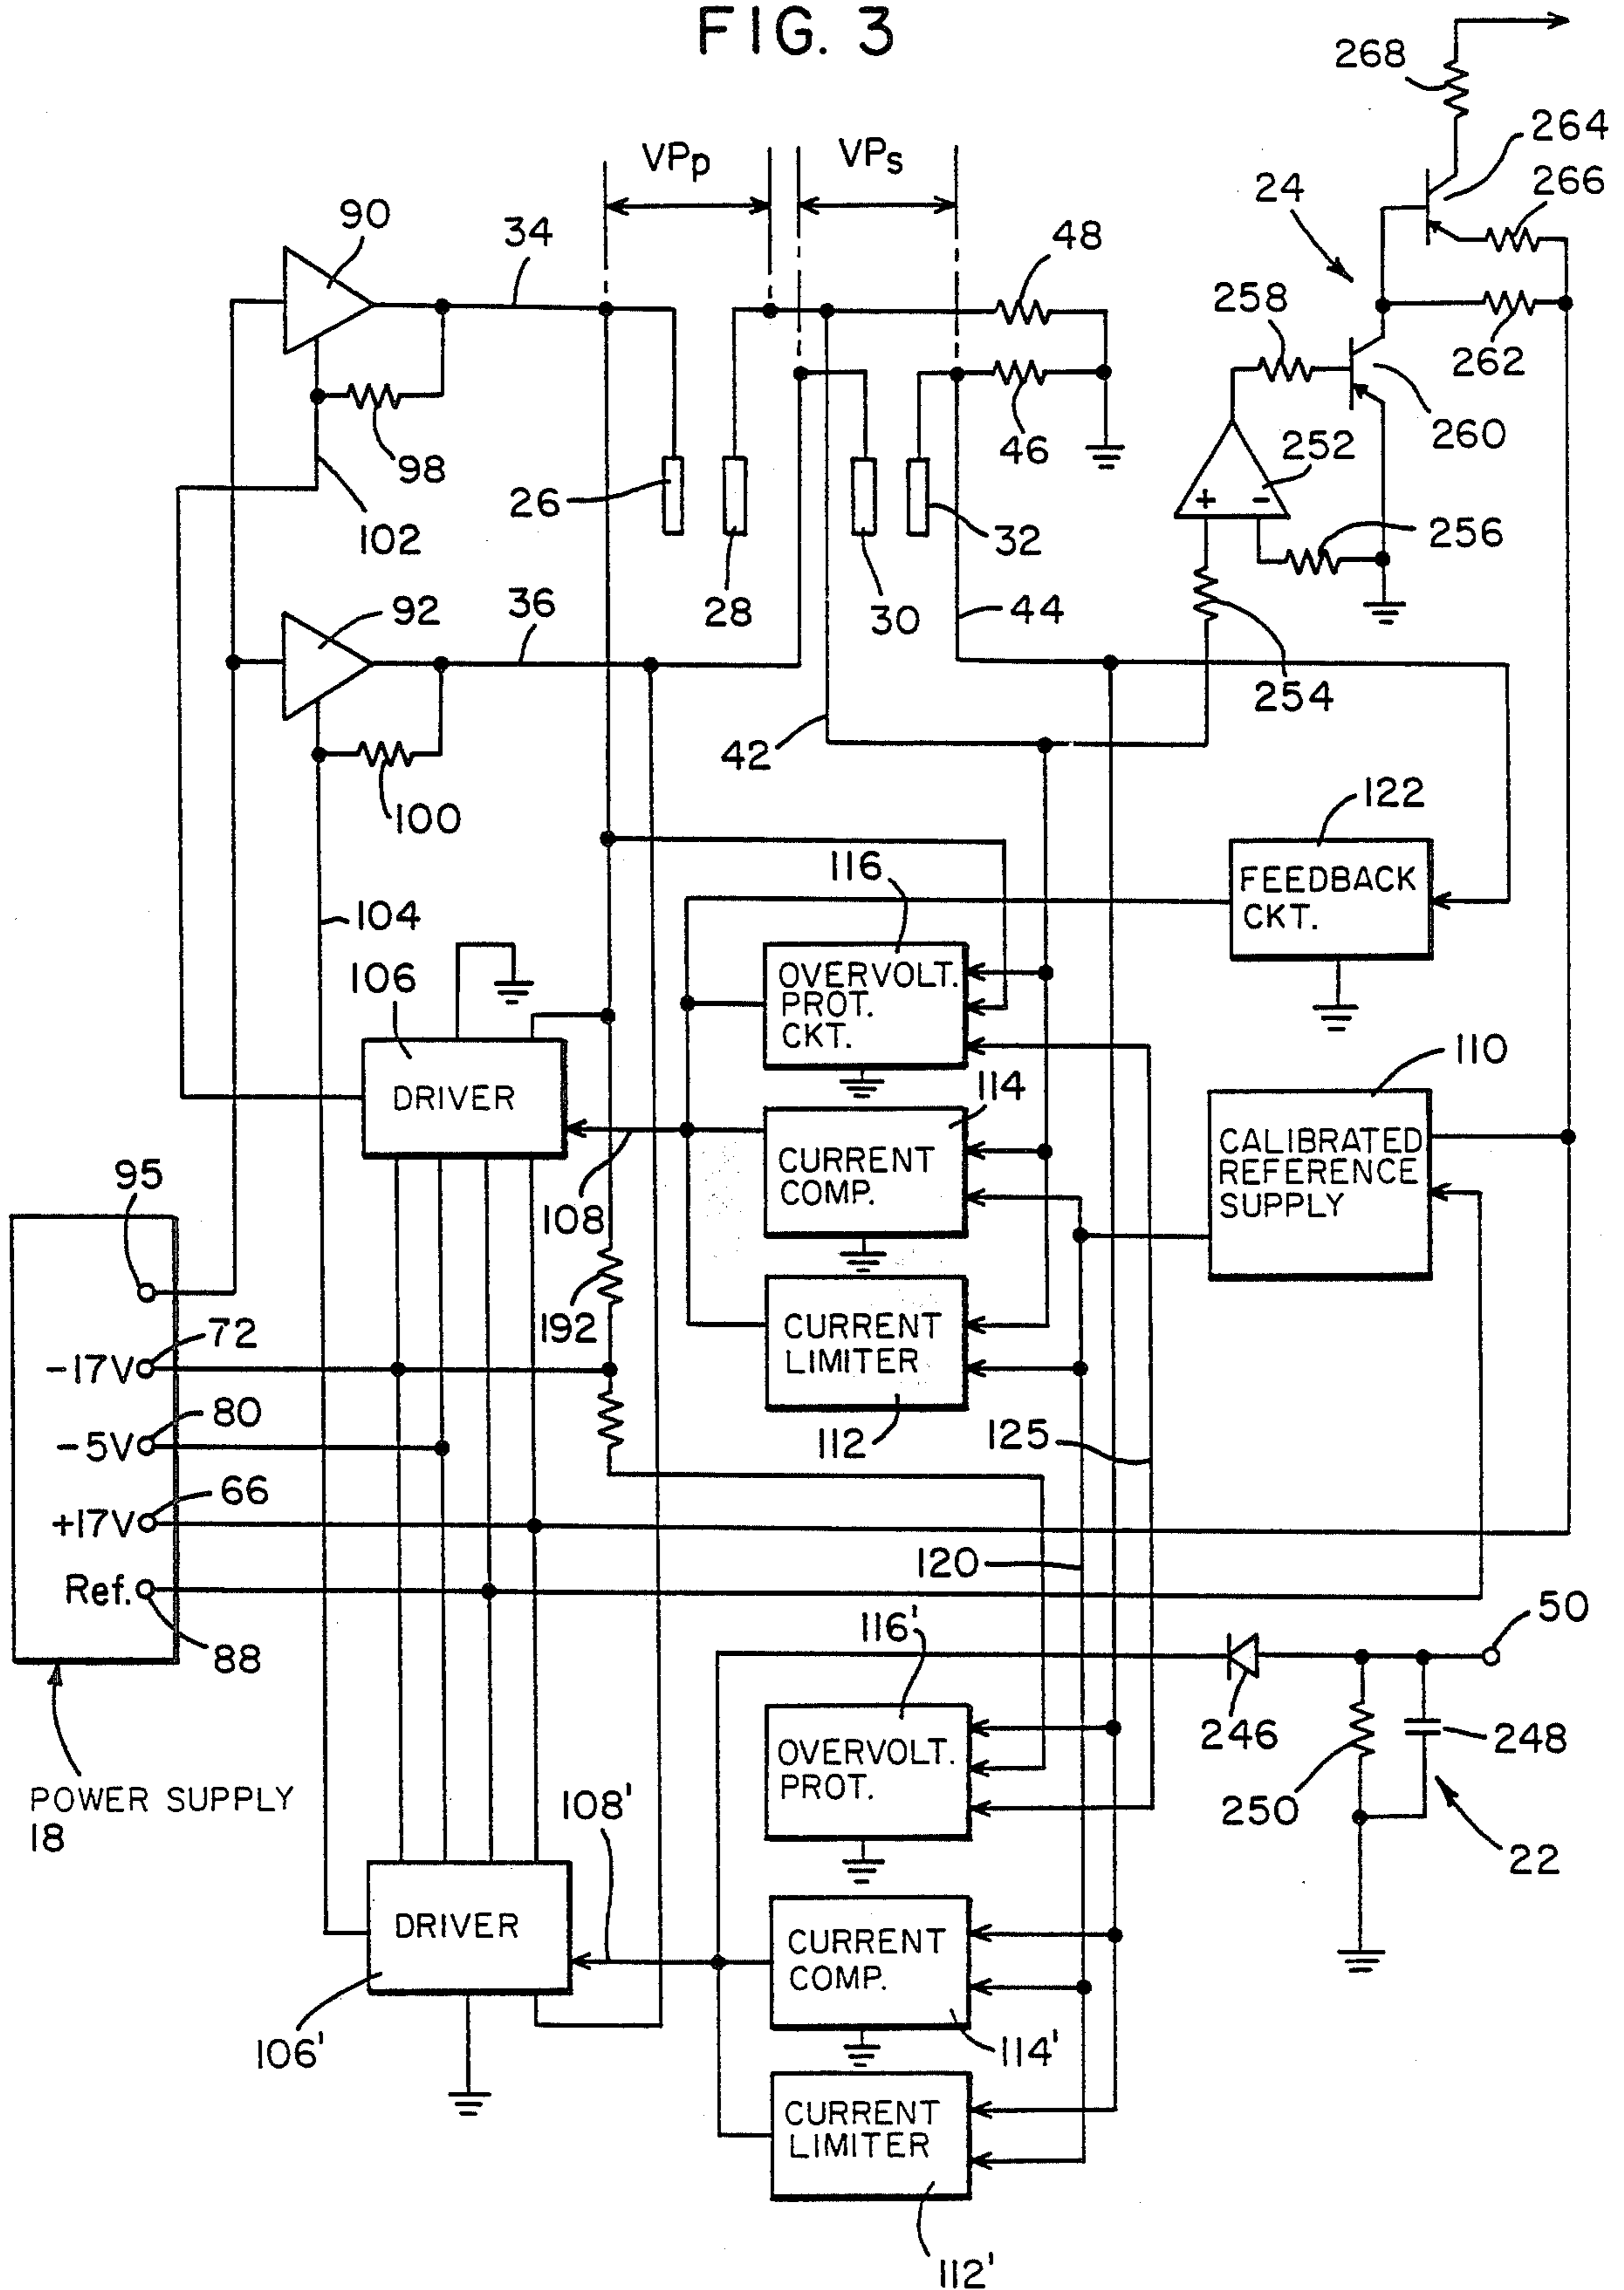 FIG. 3
268
264
266
VPp
VPs
24
90
34
48
258
262
260
98
46
252
26
32
102
256
28
30
44
92
36
254
42
100
122
116
FEEDBACK
CKT.
104
106
OVERVOLT.
PROT.
CKT.
110
114
DRIVER
CALIBRATED
REFERENCE
SUPPLY
CURRENT
COMP.
95
108
192
72
CURRENT
LIMITER
-17V
80
125
112
-5V
66
+17V
120
Ref.
50
116'
88
246
248
OVERVOLT.
PROT.
POWER SUPPLY
18
108'
250
22
DRIVER
CURRENT
COMP.
106'
114'
CURRENT
LIMITER
112'